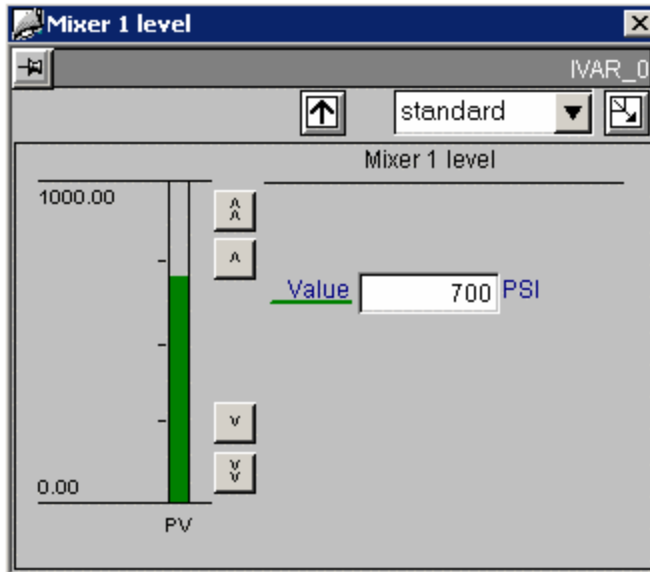 Mixer 1 level
IVAR_0
standard
Mixer 1 level
1000.00
Value 700 PSI
0.00
PV